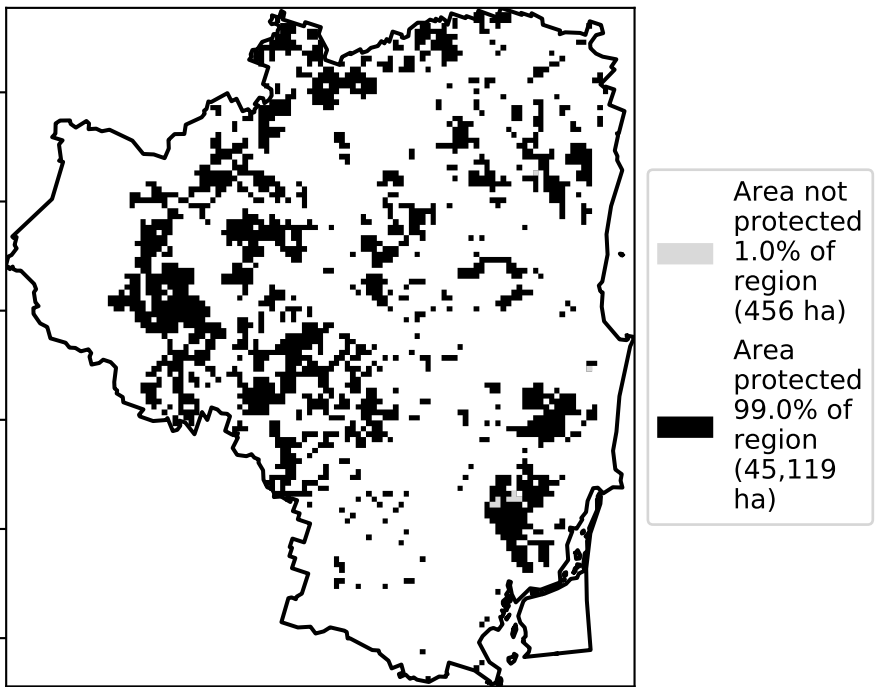 Area not
protected
1.0% of
region
(456 ha)
Area
protected
99.0% of
region
(45,119
ha)